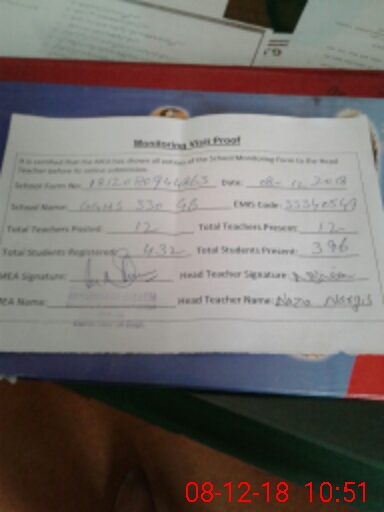 Monitoring Visit Proof
It is certified that the MEA has shown all entries of the School Monitoring Form to the Head
Teacher before its online submission.
School Form No: Date: 08-12-2018
School Name: GGHS 330 GB EMIS Code:
Total Teachers Posted: 12 Total Teachers Present: 12
Total Students Registered: 432 Total Students Present: 396
MEA Signature: Head Teacher Signature:
MEA Name: Head Teacher Name: Nazia Nargis
08-12-18 10:51